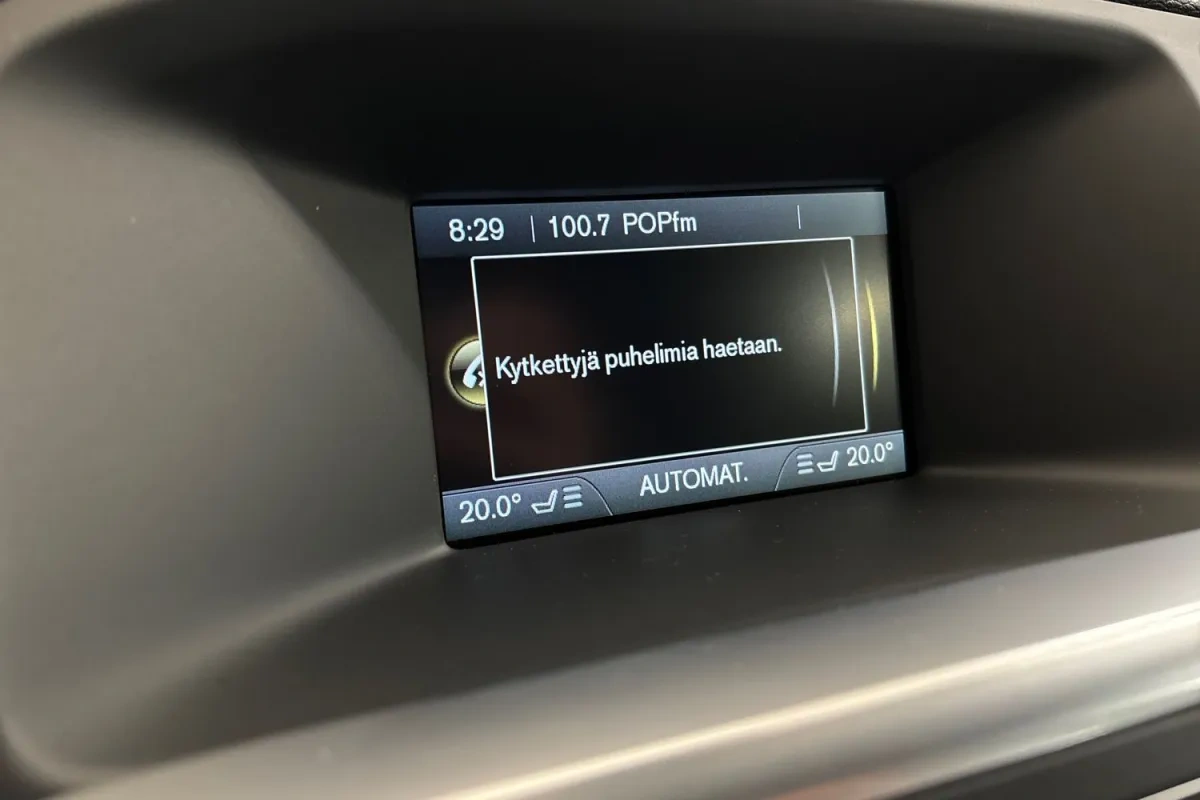 8:29 | 100.7 POPfm |
Kytkettyjä puhelimia haetaan.
20.0° AUTOMAT. 20.0°